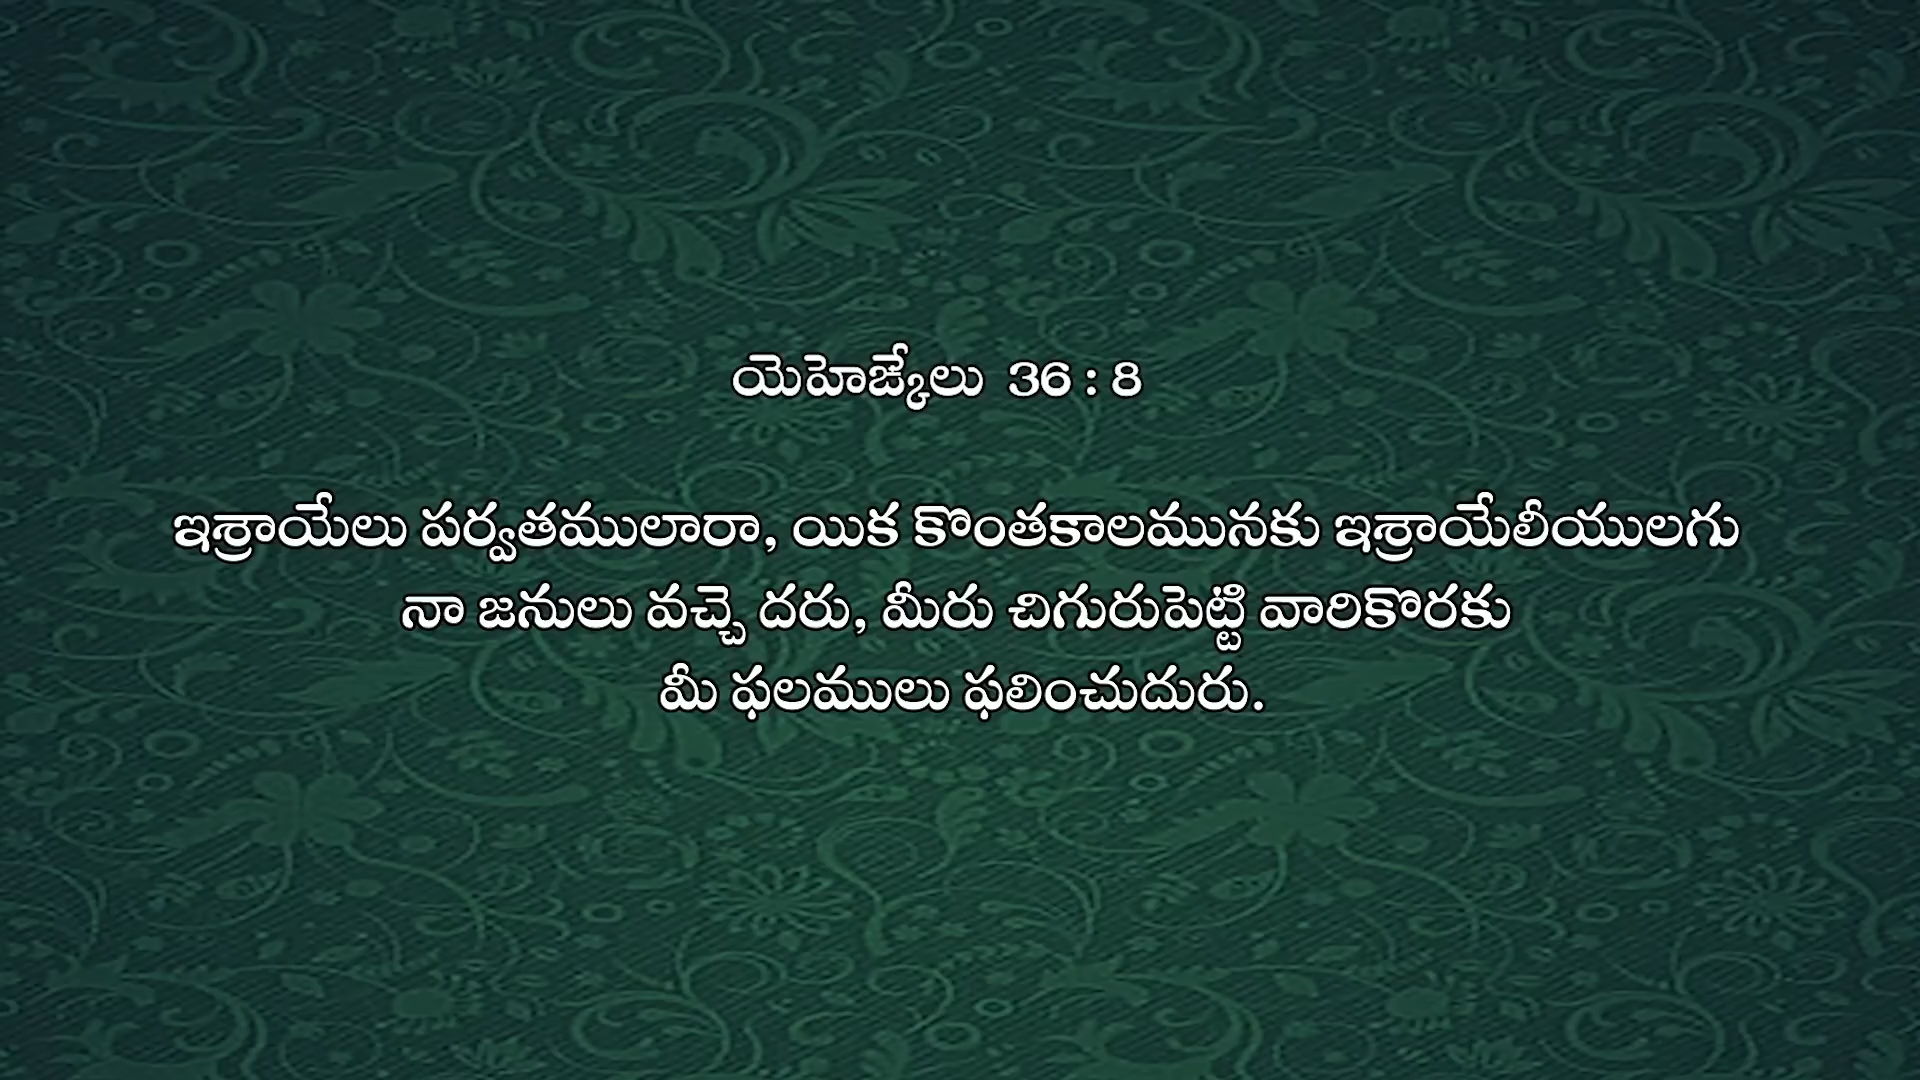 యెహెఙ్కేలు 36 : 8
ఇశ్రాయేలు పర్వతములారా, యిక కొంతకాలమునకు ఇశ్రాయేలీయులగు
నా జనులు వచ్చె దరు, మీరు చిగురుపెట్టి వారికొరకు
మీ ఫలములు ఫలించుదురు.